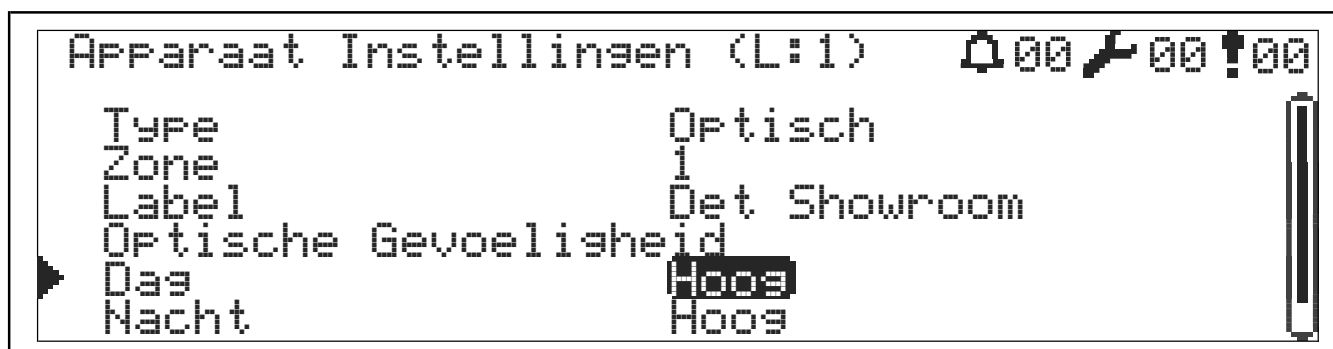 Apparaat Instellingen (L:1) 00 00 00
Type Optisch
Zone 1
Label Det Showroom
Optische Gevoeligheid
Dag Hoog
Nacht Hoog